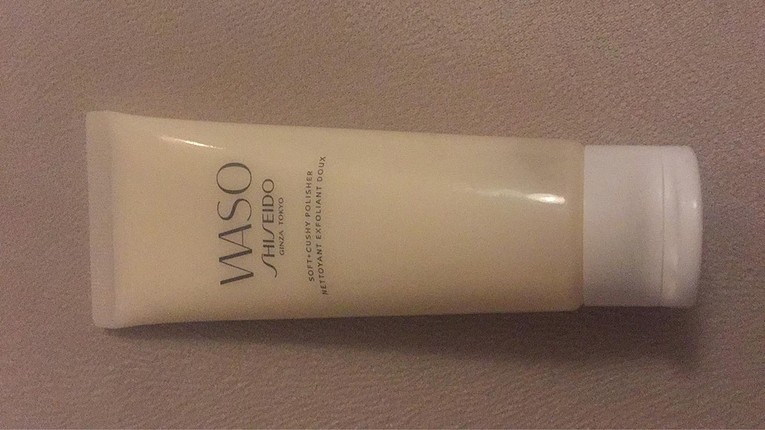 WASO
SHISEIDO
GINZA TOKYO
SOFT+CUSHY POLISHER
NETTOYANT EXFOLIANT DOUX